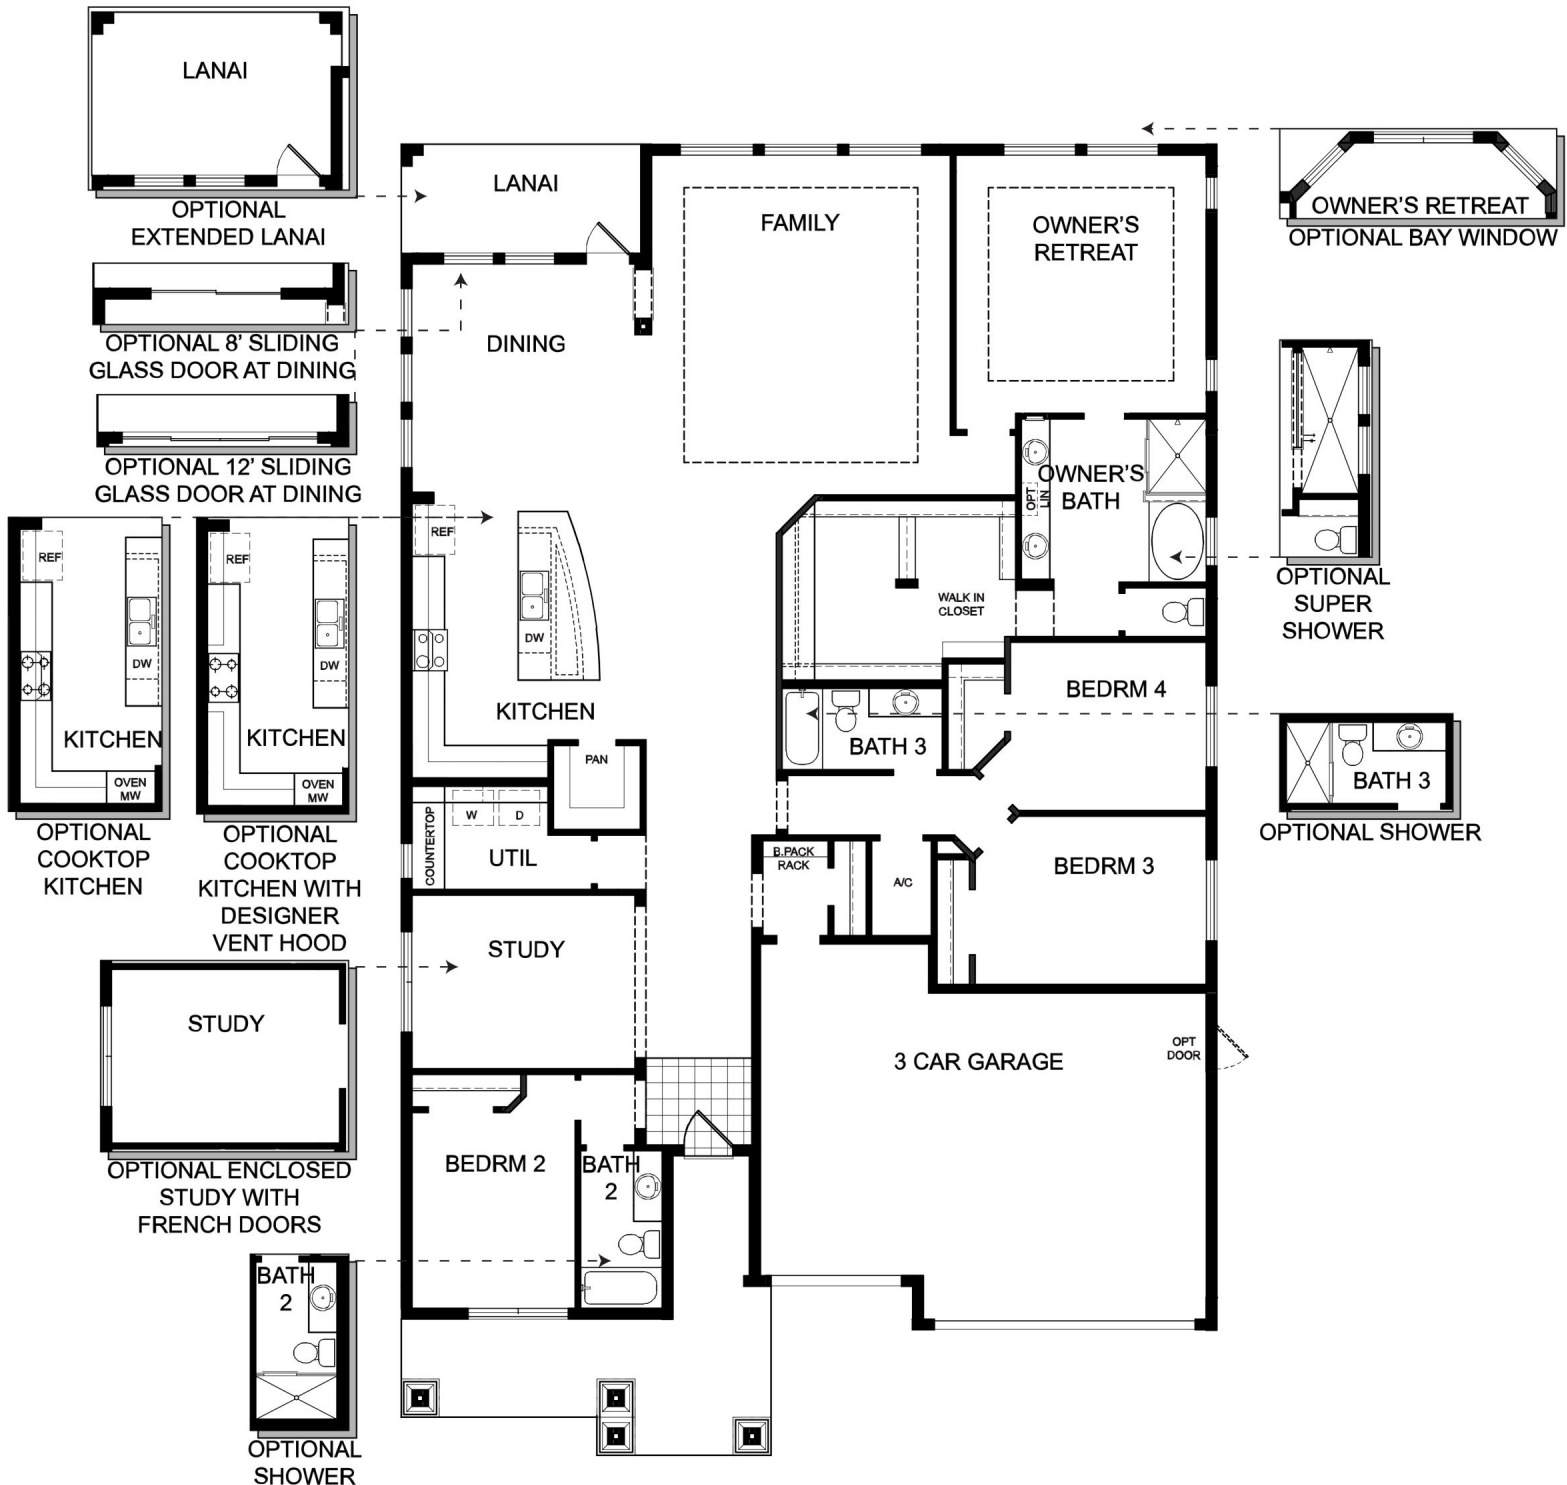 LANAI
OPTIONAL
EXTENDED LANAI
OPTIONAL 8’ SLIDING
GLASS DOOR AT DINING
OPTIONAL 12’ SLIDING
GLASS DOOR AT DINING
REF
DW
KITCHEN
OVEN
MW
OPTIONAL
COOKTOP
KITCHEN
REF
DW
KITCHEN
OVEN
MW
OPTIONAL
COOKTOP
KITCHEN WITH
DESIGNER
VENT HOOD
STUDY
OPTIONAL ENCLOSED
STUDY WITH
FRENCH DOORS
BATH
2
OPTIONAL
SHOWER
LANAI
FAMILY
OWNER’S
RETREAT
DINING
OWNER’S
BATH
OPT
LIN
REF
DW
KITCHEN
WALK IN
CLOSET
BEDRM 4
BATH 3
PAN
COUNTERTOP
W
D
UTIL
B.PACK
RACK
A/C
BEDRM 3
STUDY
3 CAR GARAGE
OPT
DOOR
BEDRM 2
BATH
2
OWNER’S RETREAT
OPTIONAL BAY WINDOW
OPTIONAL
SUPER
SHOWER
BATH 3
OPTIONAL SHOWER